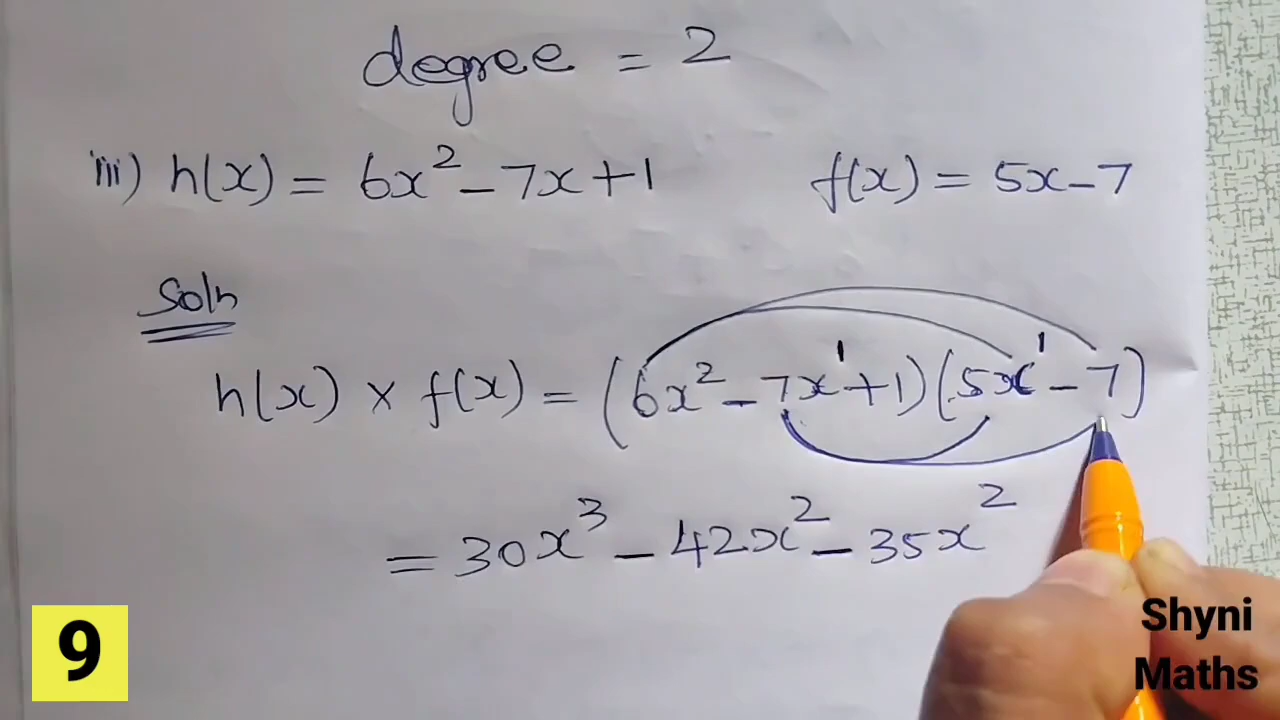 degree = 2
iii) h(x) = 6x² - 7x + 1 f(x) = 5x - 7
Soln
h(x) × f(x) = (6x² - 7x¹ + 1)(5x¹ - 7)
= 30x³ - 42x² - 35x²
9
Shyni
Maths